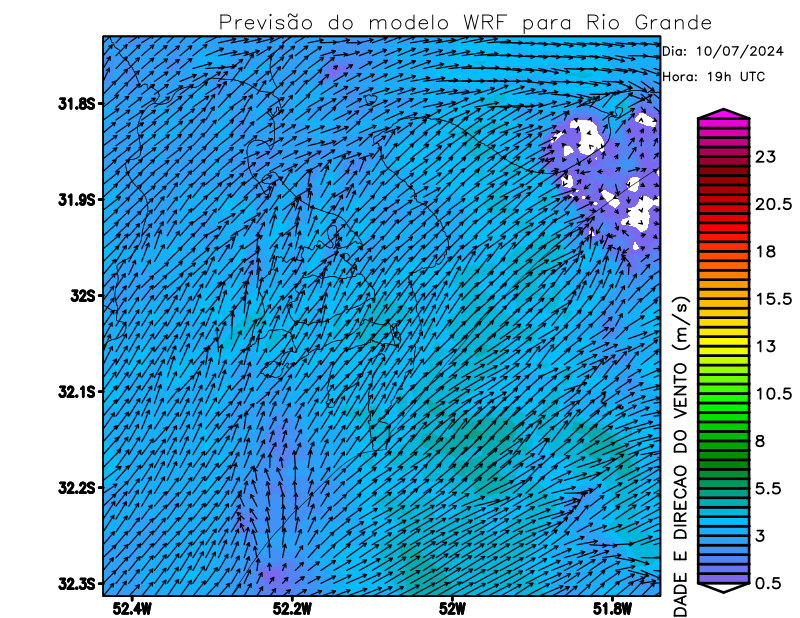 Previsão do modelo WRF para Rio Grande
Dia: 10/07/2024
Hora: 19h UTC
31.8S
31.9S
32S
32.1S
32.2S
32.3S
52.4W
52.2W
52W
51.8W
23
20.5
18
15.5
13
10.5
8
5.5
3
0.5
DADE E DIRECAO DO VENTO (m/s)